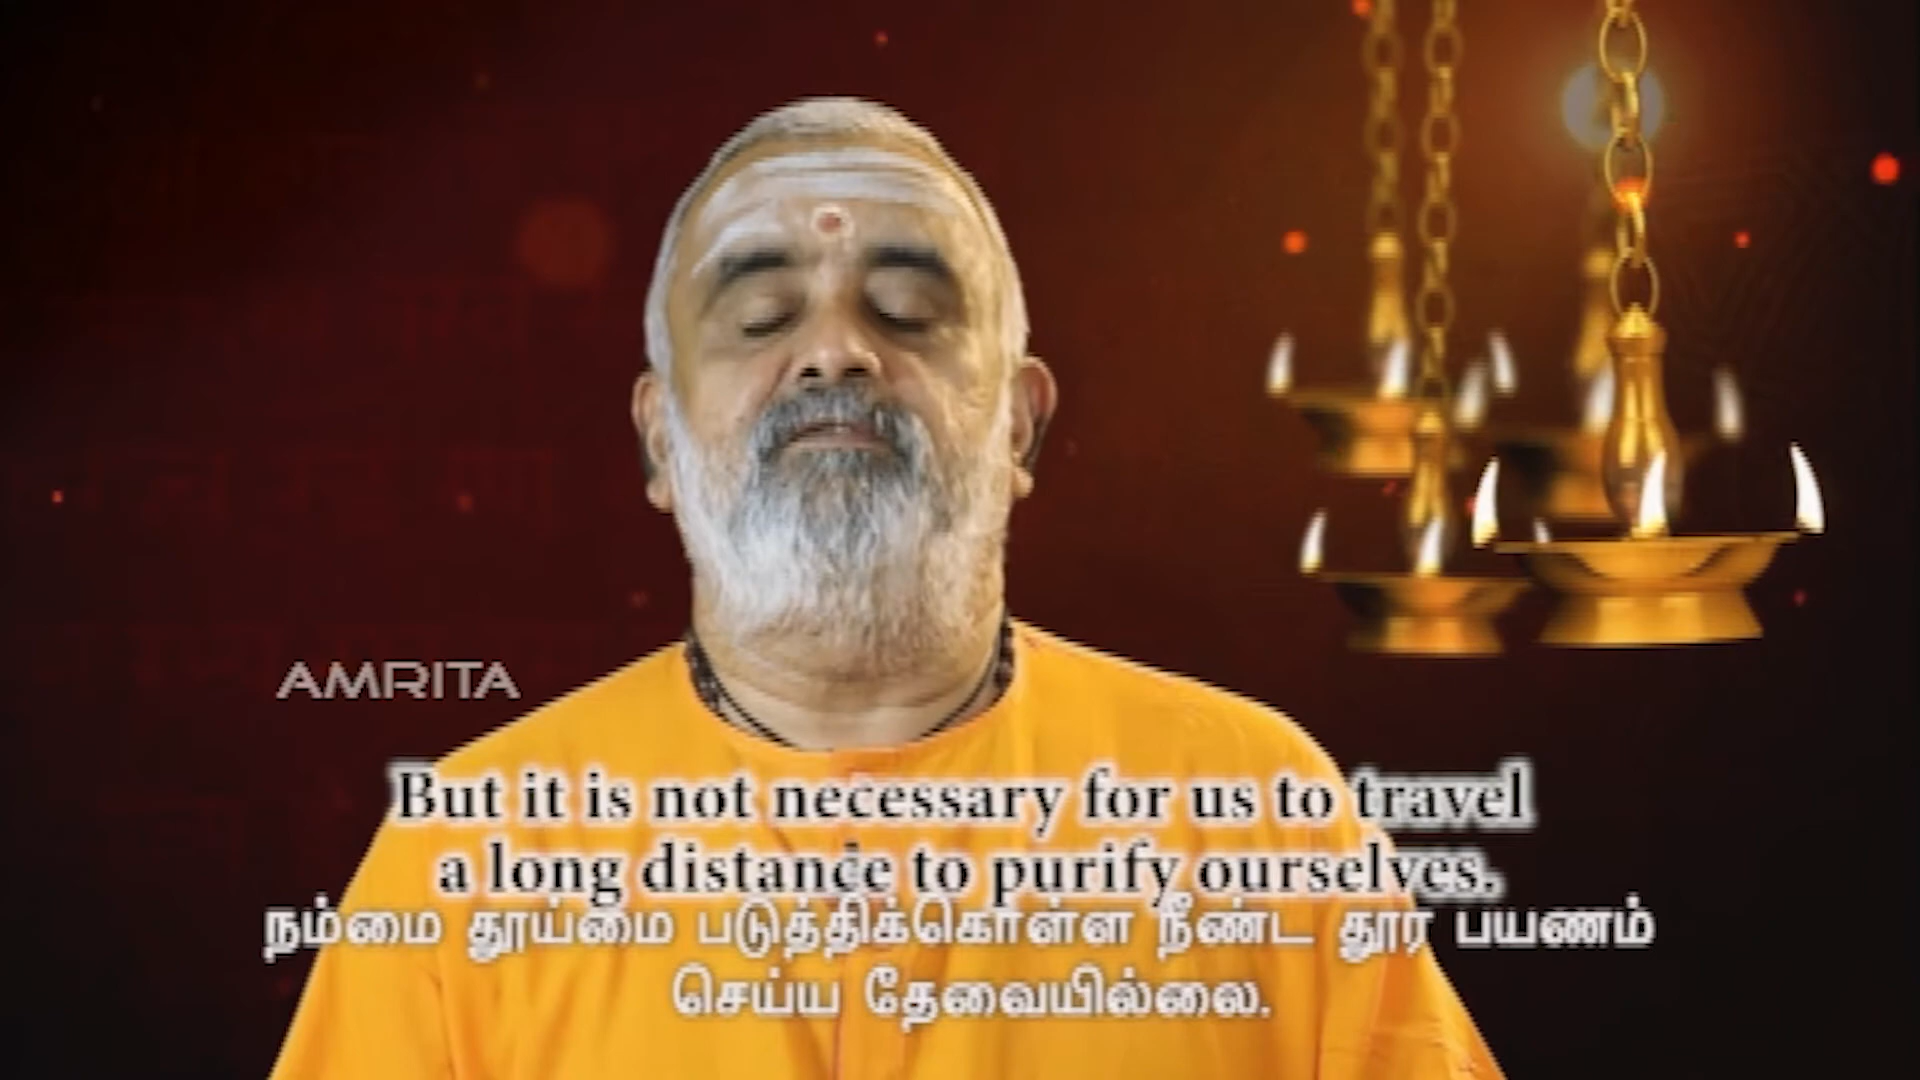 AMRITA
But it is not necessary for us to travel
a long distance to purify ourselves.
நம்மை தூய்மை படுத்திக்கொள்ள நீண்ட தூர பயணம்
செய்ய தேவையில்லை.